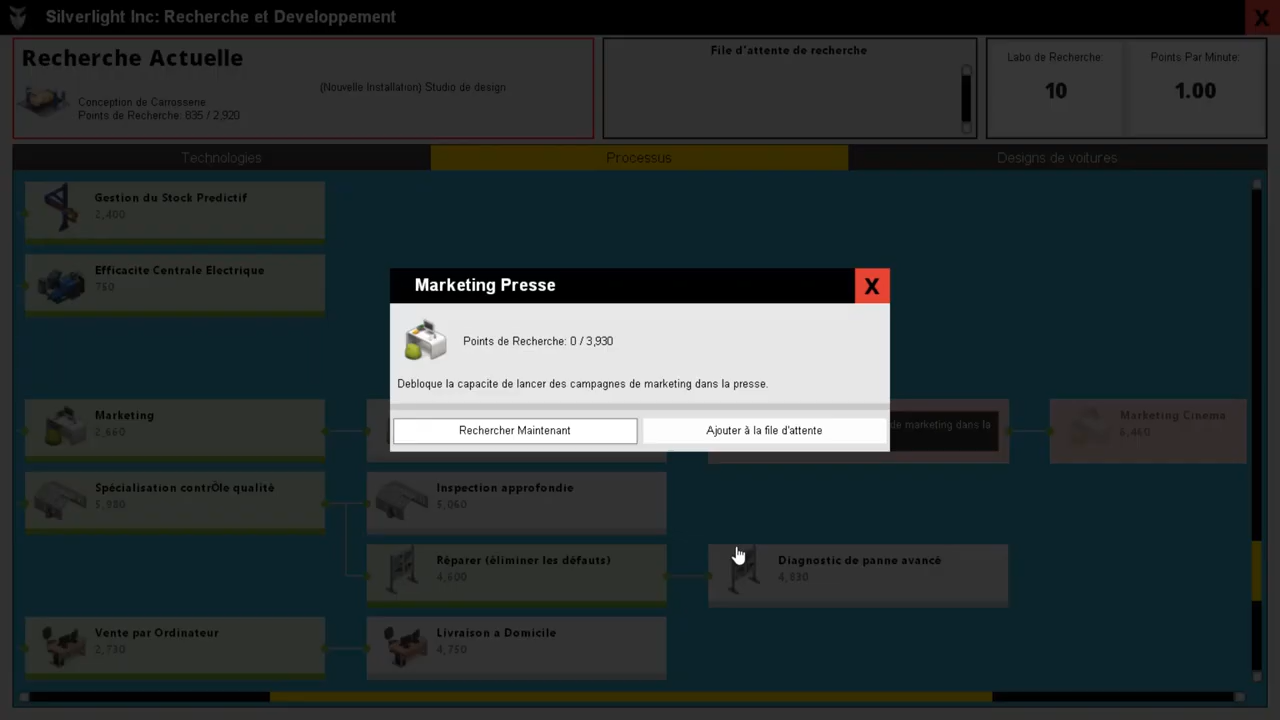 Silverlight Inc: Recherche et Developpement
X
Recherche Actuelle
(Nouvelle Installation) Studio de design
Conception de Carrosserie
Points de Recherche: 835 / 2,920
File d'attente de recherche
Labo de Recherche:
10
Points Par Minute:
1.00
Technologies
Processus
Designs de voitures
Gestion du Stock Predictif
2,400
Efficacite Centrale Electrique
760
Marketing Presse
X
Points de Recherche: 0 / 3,930
Debloque la capacite de lancer des campagnes de marketing dans la presse.
Rechercher Maintenant
Ajouter à la file d'attente
Marketing
2,660
de marketing dans la
Marketing Cinema
6,460
Spécialisation contrÔle qualité
5,980
Inspection approfondie
5,060
Réparer (éliminer les défauts)
4,600
Diagnostic de panne avancé
4,830
Vente par Ordinateur
2,730
Livraison a Domicile
4,750